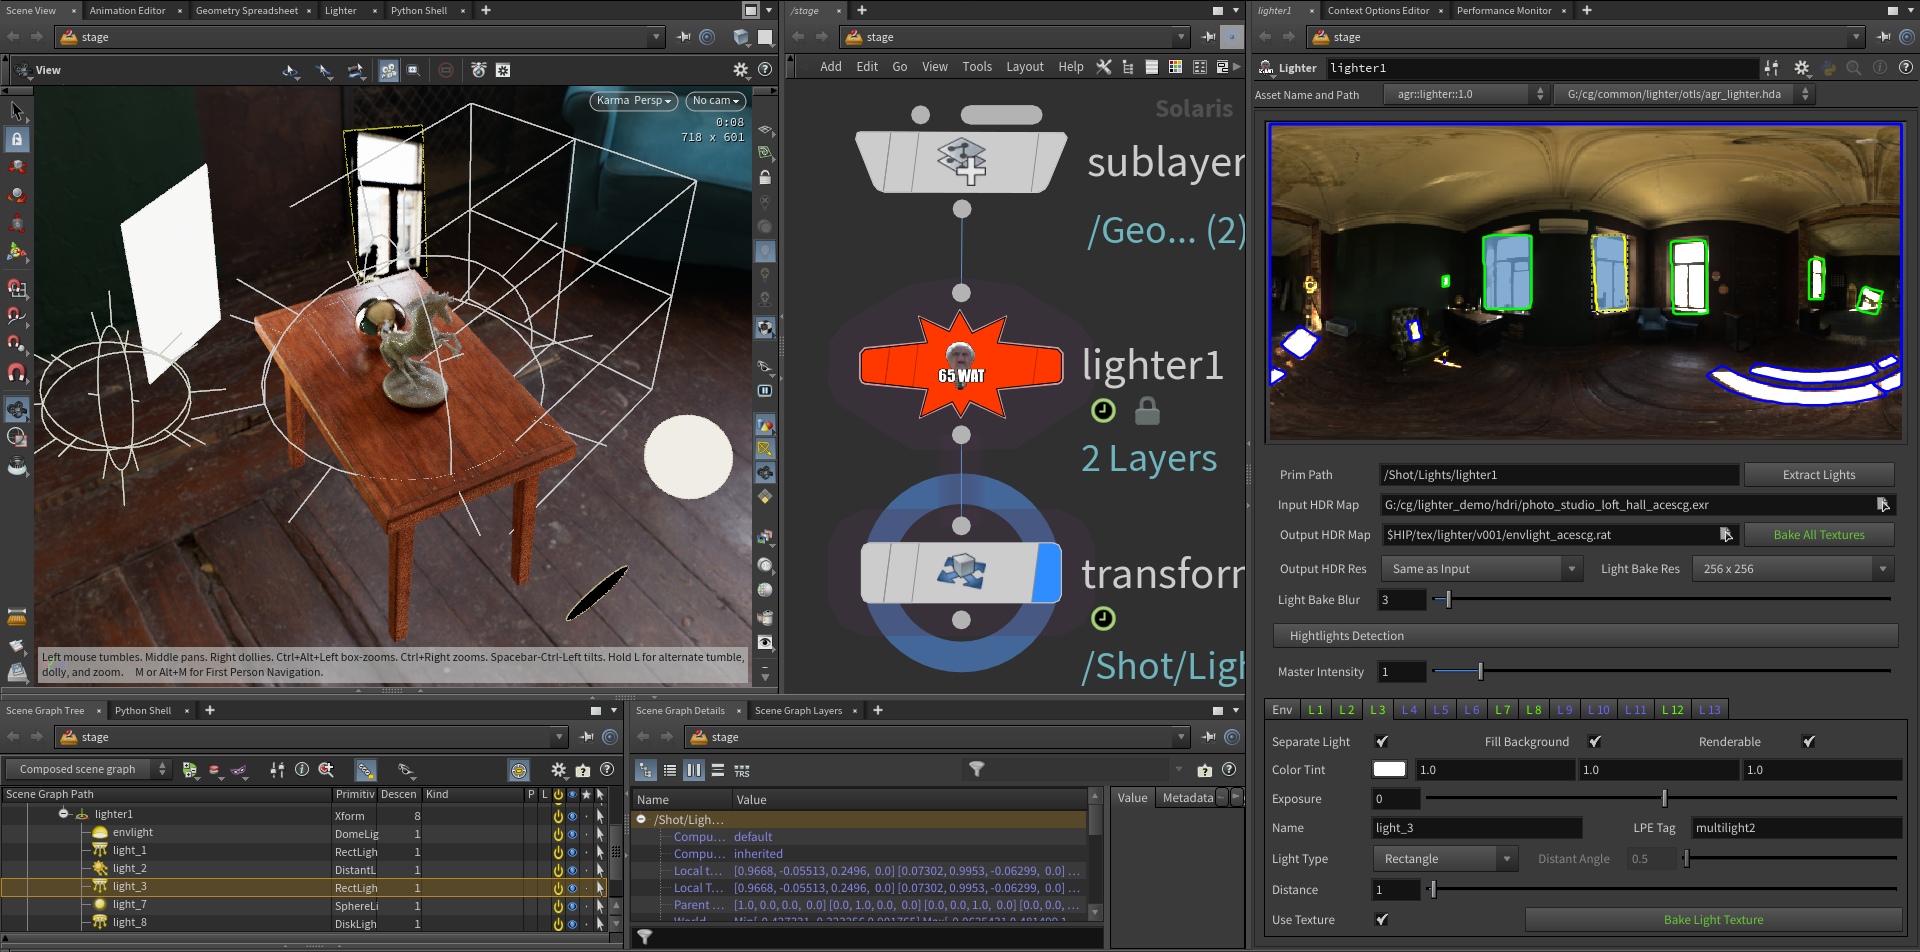 Scene View
Animation Editor
Geometry Spreadsheet
Lighter
Python Shell
stage
View
Karma Persp
No cam
0:08
718 x 601
Left mouse tumbles. Middle pans. Right dollies. Ctrl+Alt+Left box-zooms. Ctrl+Right zooms. Spacebar-Ctrl-Left tilts. Hold L for alternate tumble,
dolly, and zoom. M or Alt+M for First Person Navigation.
/stage
stage
Add Edit Go View Tools Layout Help
Solaris
sublayer
/Geo... (2)
65 WAT
lighter1
2 Layers
transform
/Shot/Ligh
lighter1
Context Options Editor
Performance Monitor
stage
Lighter lighter1
Asset Name and Path agr::lighter::1.0 G:/cg/common/lighter/otls/agr_lighter.hda
Prim Path /Shot/Lights/lighter1 Extract Lights
Input HDR Map G:/cg/lighter_demo/hdri/photo_studio_loft_hall_acescg.exr
Output HDR Map $HIP/tex/lighter/v001/envlight_acescg.rat Bake All Textures
Output HDR Res Same as Input Light Bake Res 256 x 256
Light Bake Blur 3
Hightlights Detection
Master Intensity 1
Env L 1 L 2 L 3 L 4 L 5 L 6 L 7 L 8 L 9 L 10 L 11 L 12 L 13
Separate Light Fill Background Renderable
Color Tint 1.0 1.0 1.0
Exposure 0
Name light_3 LPE Tag multilight2
Light Type Rectangle Distant Angle 0.5
Distance 1
Use Texture Bake Light Texture
Scene Graph Tree
Python Shell
stage
Composed scene graph
Scene Graph Path Primitiv Descen Kind P L
lighter1 Xform 8
envlight DomeLig 1
light_1 RectLigh 1
light_2 DistantL 1
light_3 RectLigh 1
light_7 SphereLi 1
light_8 DiskLigh 1
Scene Graph Details
Scene Graph Layers
stage
TRS
Name Value
Value Metadata
/Shot/Ligh...
Compu... default
Compu... inherited
Local t... [0.9668, -0.05513, 0.2496, 0.0] [0.07302, 0.9953, -0.06299, 0.0] ...
Local T... [0.9668, -0.05513, 0.2496, 0.0] [0.07302, 0.9953, -0.06299, 0.0] ...
Parent ... [1.0, 0.0, 0.0, 0.0] [0.0, 1.0, 0.0, 0.0] [0.0, 0.0, 1.0, 0.0] [0.0, 0.0, ...